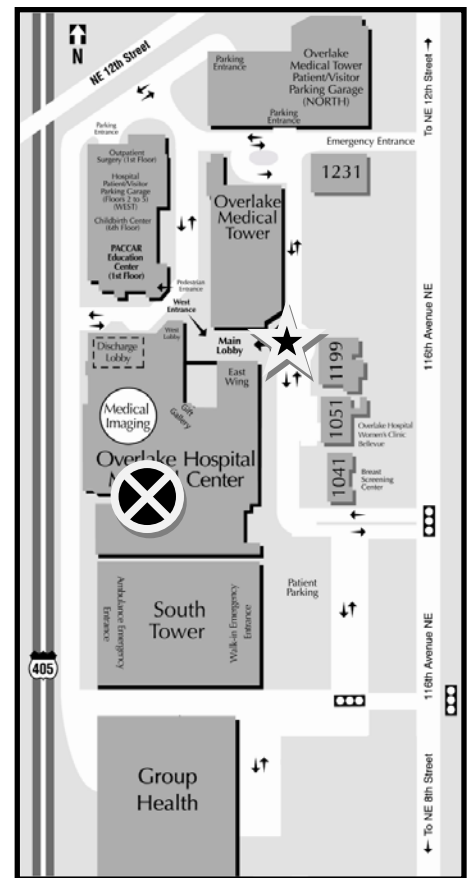 N
NE 12th Street
Parking
Entrance
Overlake
Medical Tower
Patient/Visitor
Parking Garage
(NORTH)
Parking
Entrance
To NE 12th Street
Parking
Entrance
Emergency Entrance
Outpatient
Surgery (1st Floor)
Hospital
Patient/Visitor
Parking Garage
(Floors 2 to 5)
(WEST)
Childbirth Center
(6th Floor)
PACCAR
Education
Center
(1st Floor)
1231
Overlake
Medical
Tower
Pedestrian
Entrance
West
Entrance
West
Lobby
Main
Lobby
116th Avenue NE
Discharge
Lobby
East
Wing
1199
Medical
Imaging
Gift
Gallery
1051
Overlake Hospital
Women's Clinic
Bellevue
Overlake Hospital
Center
1041
Breast
Screening
Center
Ambulance Emergency
Entrance
South
Tower
Walk-in Emergency
Entrance
Patient
Parking
116th Avenue NE
405
Group
Health
To NE 8th Street